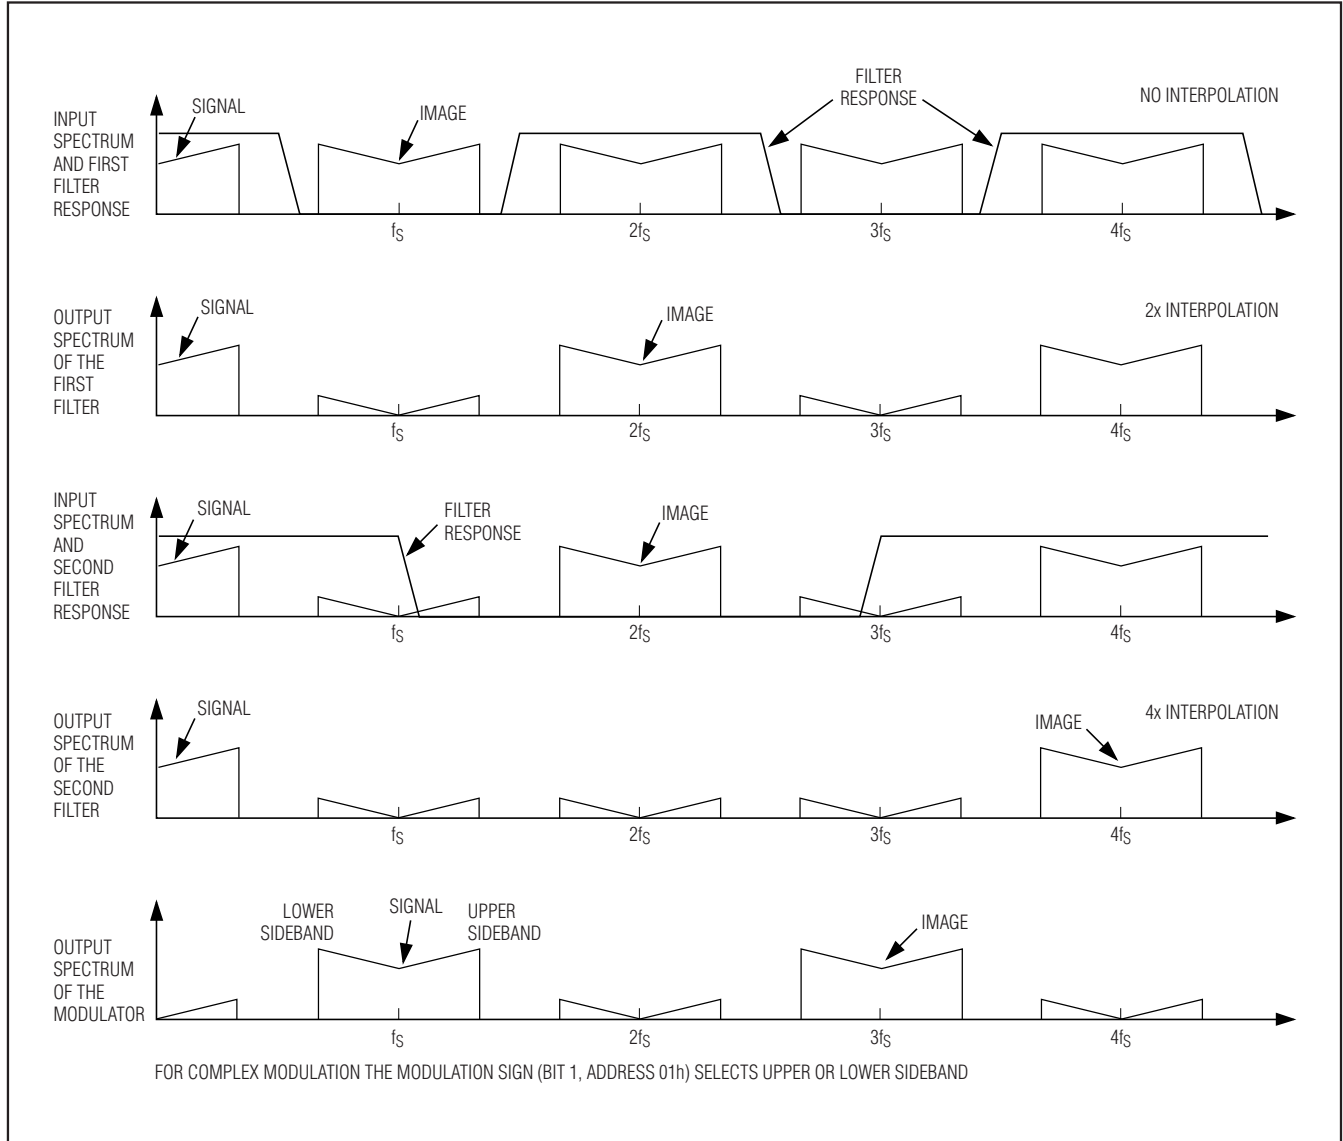 FILTER
RESPONSE
NO INTERPOLATION
SIGNAL
IMAGE
INPUT
SPECTRUM
AND FIRST
FILTER
RESPONSE
fS
2fS
3fS
4fS
SIGNAL
IMAGE
2x INTERPOLATION
OUTPUT
SPECTRUM
OF THE
FIRST
FILTER
fS
2fS
3fS
4fS
INPUT
SPECTRUM
AND
SECOND
FILTER
RESPONSE
SIGNAL
FILTER
RESPONSE
IMAGE
fS
2fS
3fS
4fS
SIGNAL
IMAGE
4x INTERPOLATION
OUTPUT
SPECTRUM
OF THE
SECOND
FILTER
fS
2fS
3fS
4fS
LOWER
SIDEBAND
SIGNAL
UPPER
SIDEBAND
IMAGE
OUTPUT
SPECTRUM
OF THE
MODULATOR
fS
2fS
3fS
4fS
FOR COMPLEX MODULATION THE MODULATION SIGN (BIT 1, ADDRESS 01h) SELECTS UPPER OR LOWER SIDEBAND